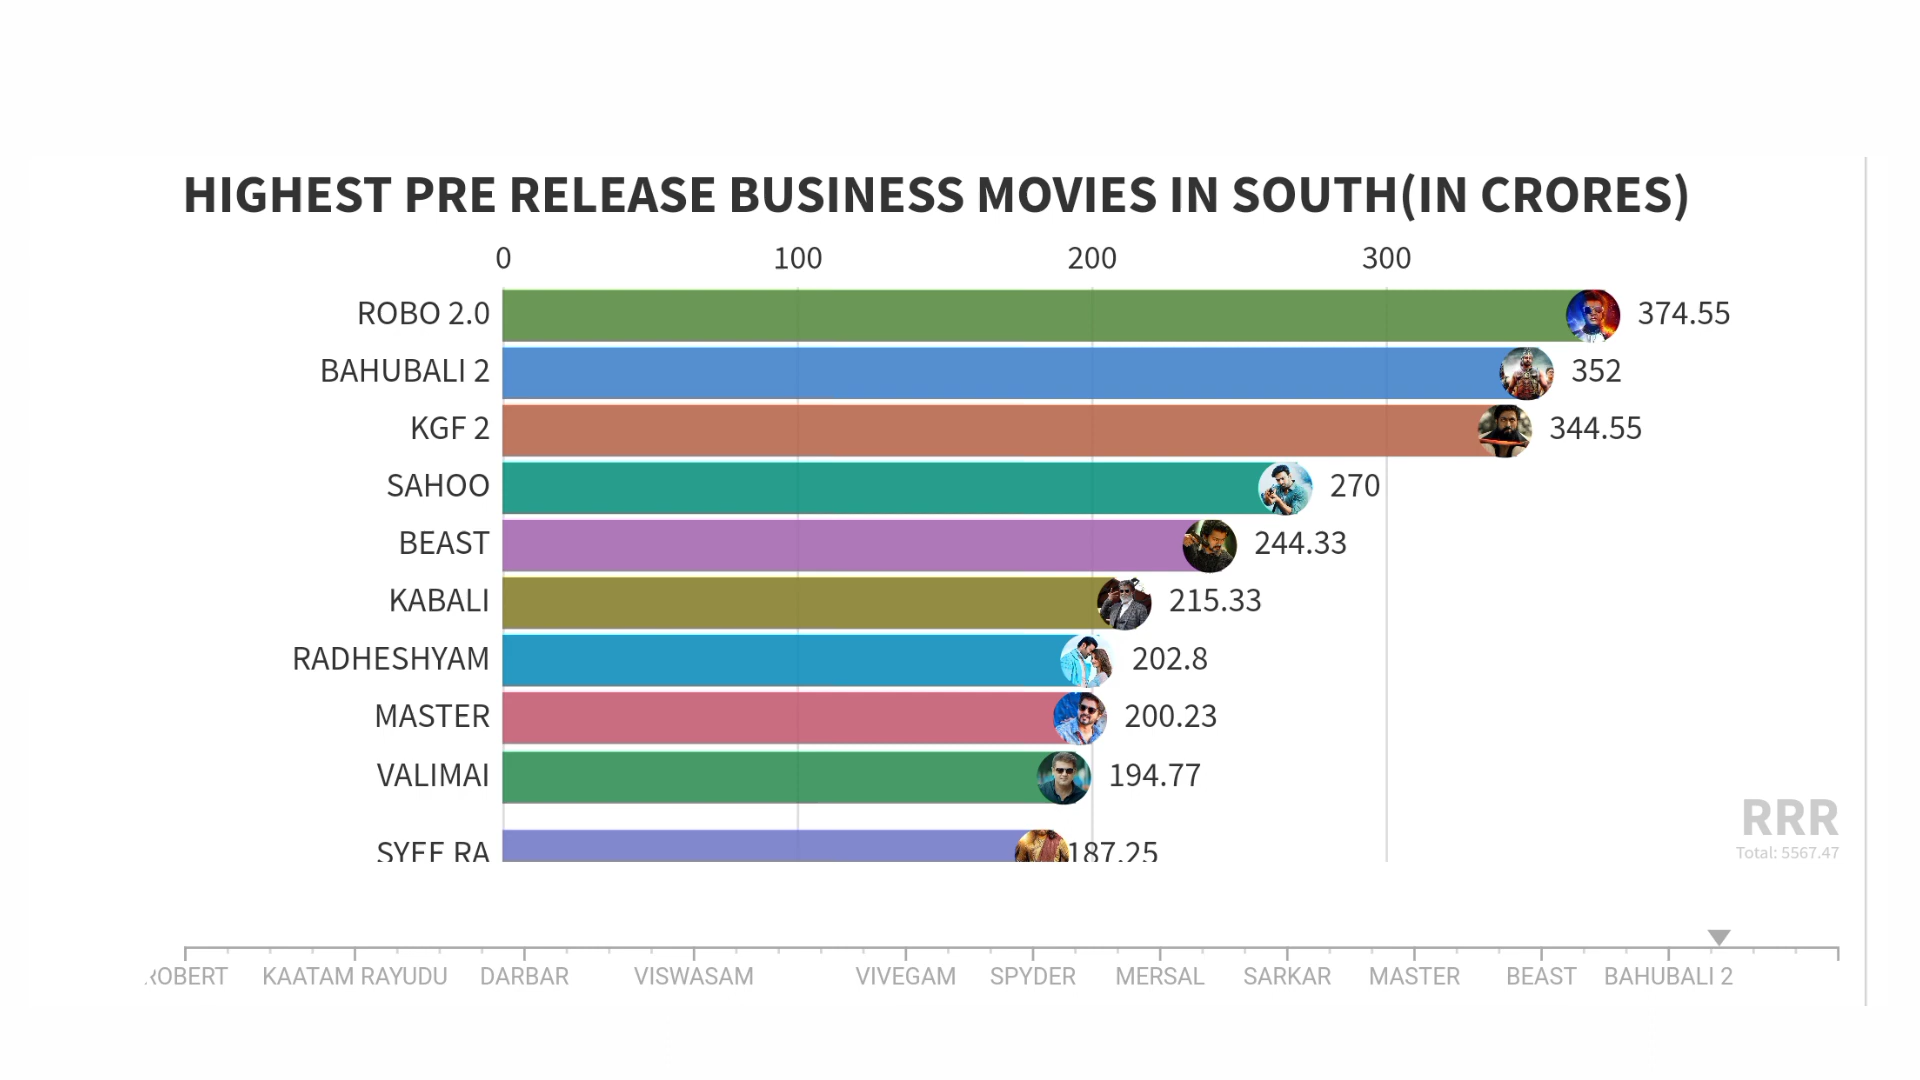 HIGHEST PRE RELEASE BUSINESS MOVIES IN SOUTH(IN CRORES)
0 100 200 300
ROBO 2.0 374.55
BAHUBALI 2 352
KGF 2 344.55
SAHOO 270
BEAST 244.33
KABALI 215.33
RADHESHYAM 202.8
MASTER 200.23
VALIMAI 194.77
SYEE RA 187.25
RRR
Total: 5567.47
ROBERT KAATAM RAYUDU DARBAR VISWASAM VIVEGAM SPYDER MERSAL SARKAR MASTER BEAST BAHUBALI 2